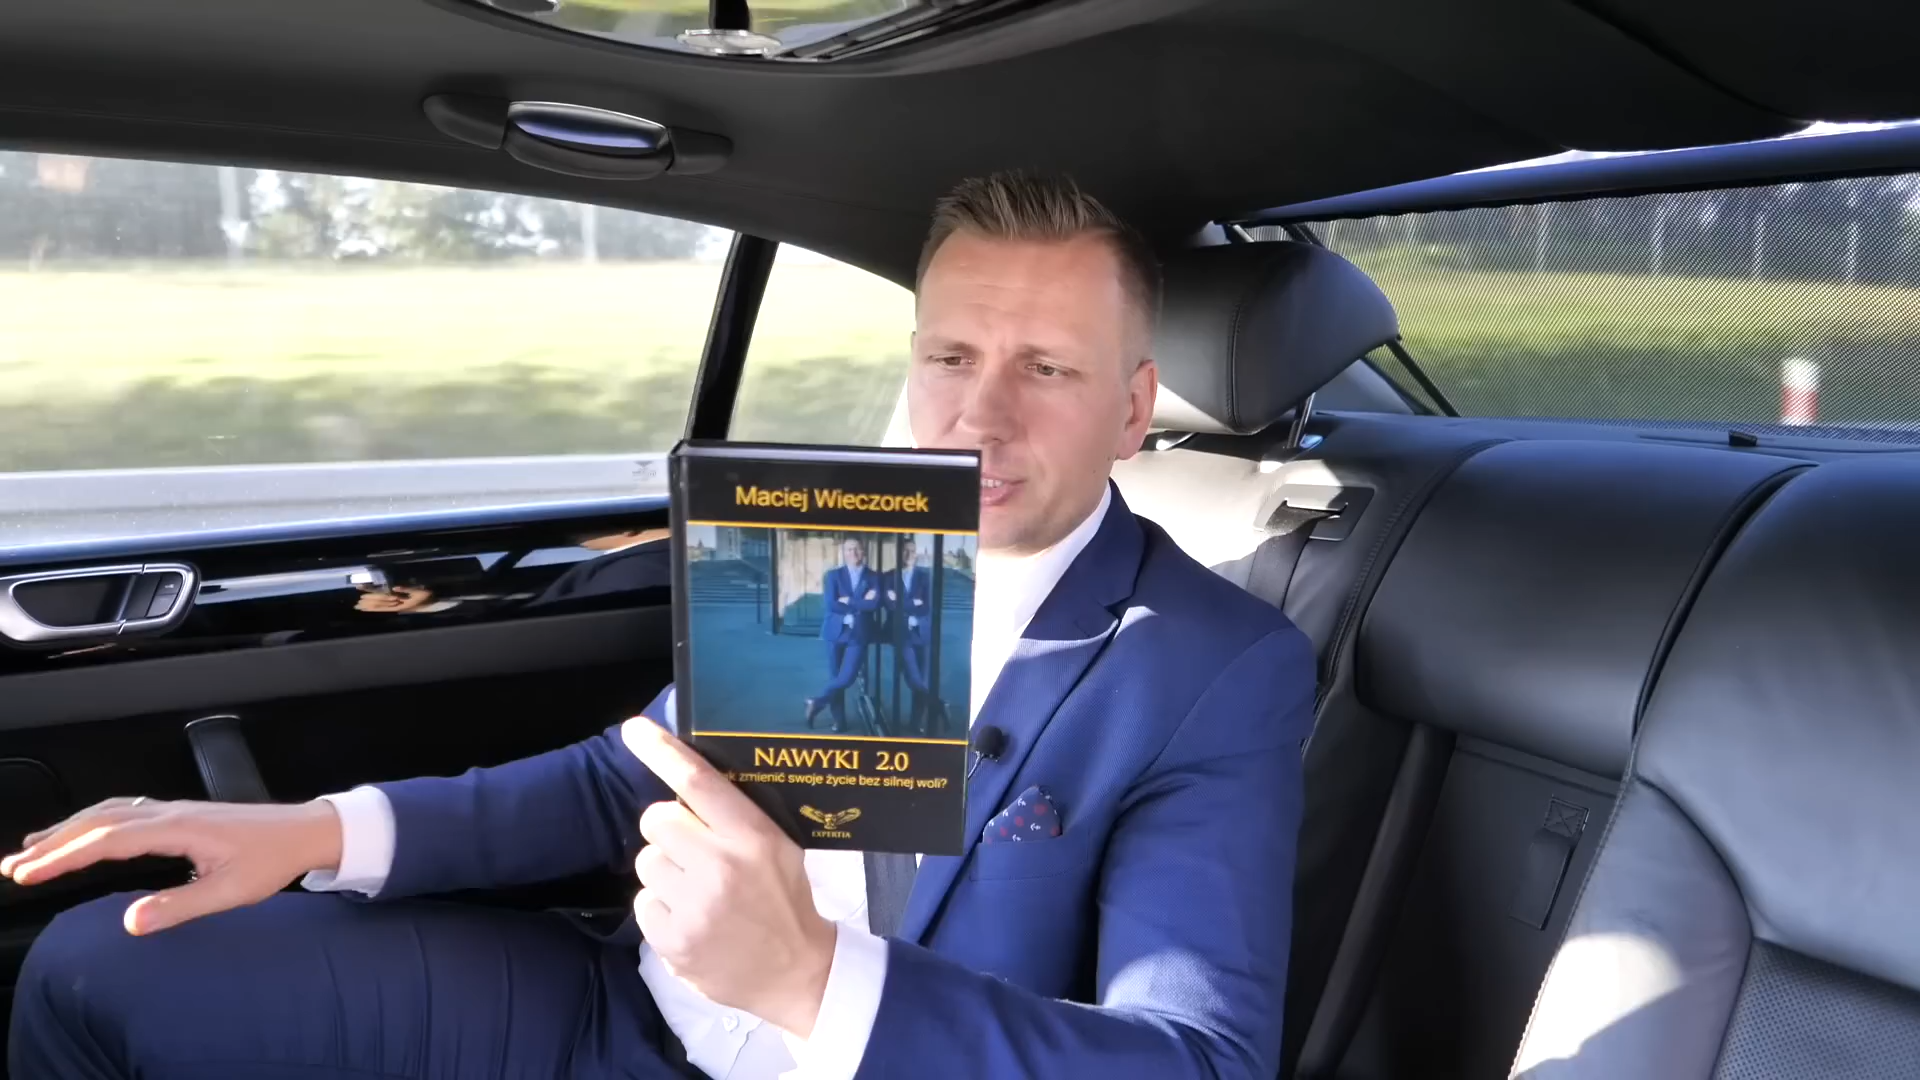 Maciej Wieczorek
NAWYKI 2.0
zmienić swoje życie bez silnej woli?
EXPERTIA